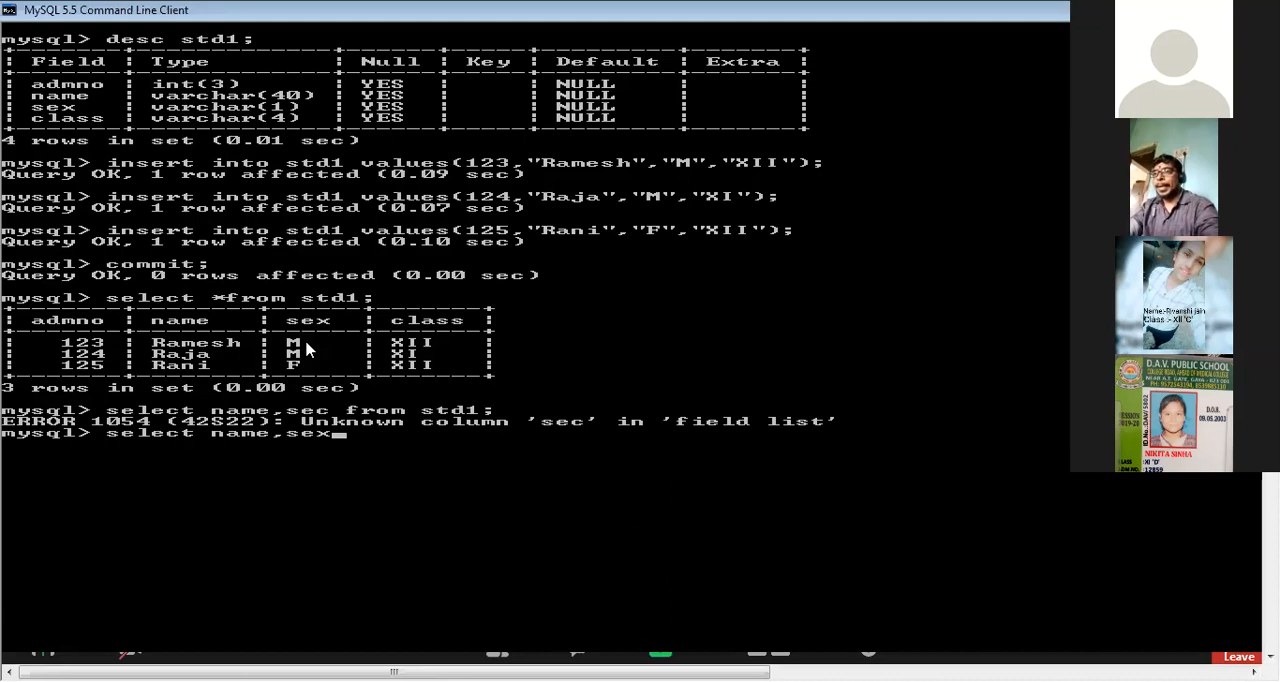 MySQL 5.5 Command Line Client
mysql> desc std1;
Field Type Null Key Default Extra
admno int(3) YES NULL
name varchar(40) YES NULL
sex varchar(1) YES NULL
class varchar(4) YES NULL
4 rows in set (0.01 sec)
mysql> insert into std1 values(123,"Ramesh","M","XII");
Query OK, 1 row affected (0.09 sec)
mysql> insert into std1 values(124,"Raja","M","XI");
Query OK, 1 row affected (0.07 sec)
mysql> insert into std1 values(125,"Rani","F","XII");
Query OK, 1 row affected (0.10 sec)
mysql> commit;
Query OK, 0 rows affected (0.00 sec)
mysql> select *from std1;
admno name sex class
123 Ramesh M XII
124 Raja M XI
125 Rani F XII
3 rows in set (0.00 sec)
mysql> select name,sec from std1;
ERROR 1054 (42S22): Unknown column 'sec' in 'field list'
mysql> select name,sex
Class :- XII 'C'
D.A.V. PUBLIC SCHOOL
D.O.B.
NIKITA SINHA
XI 'D'
Leave